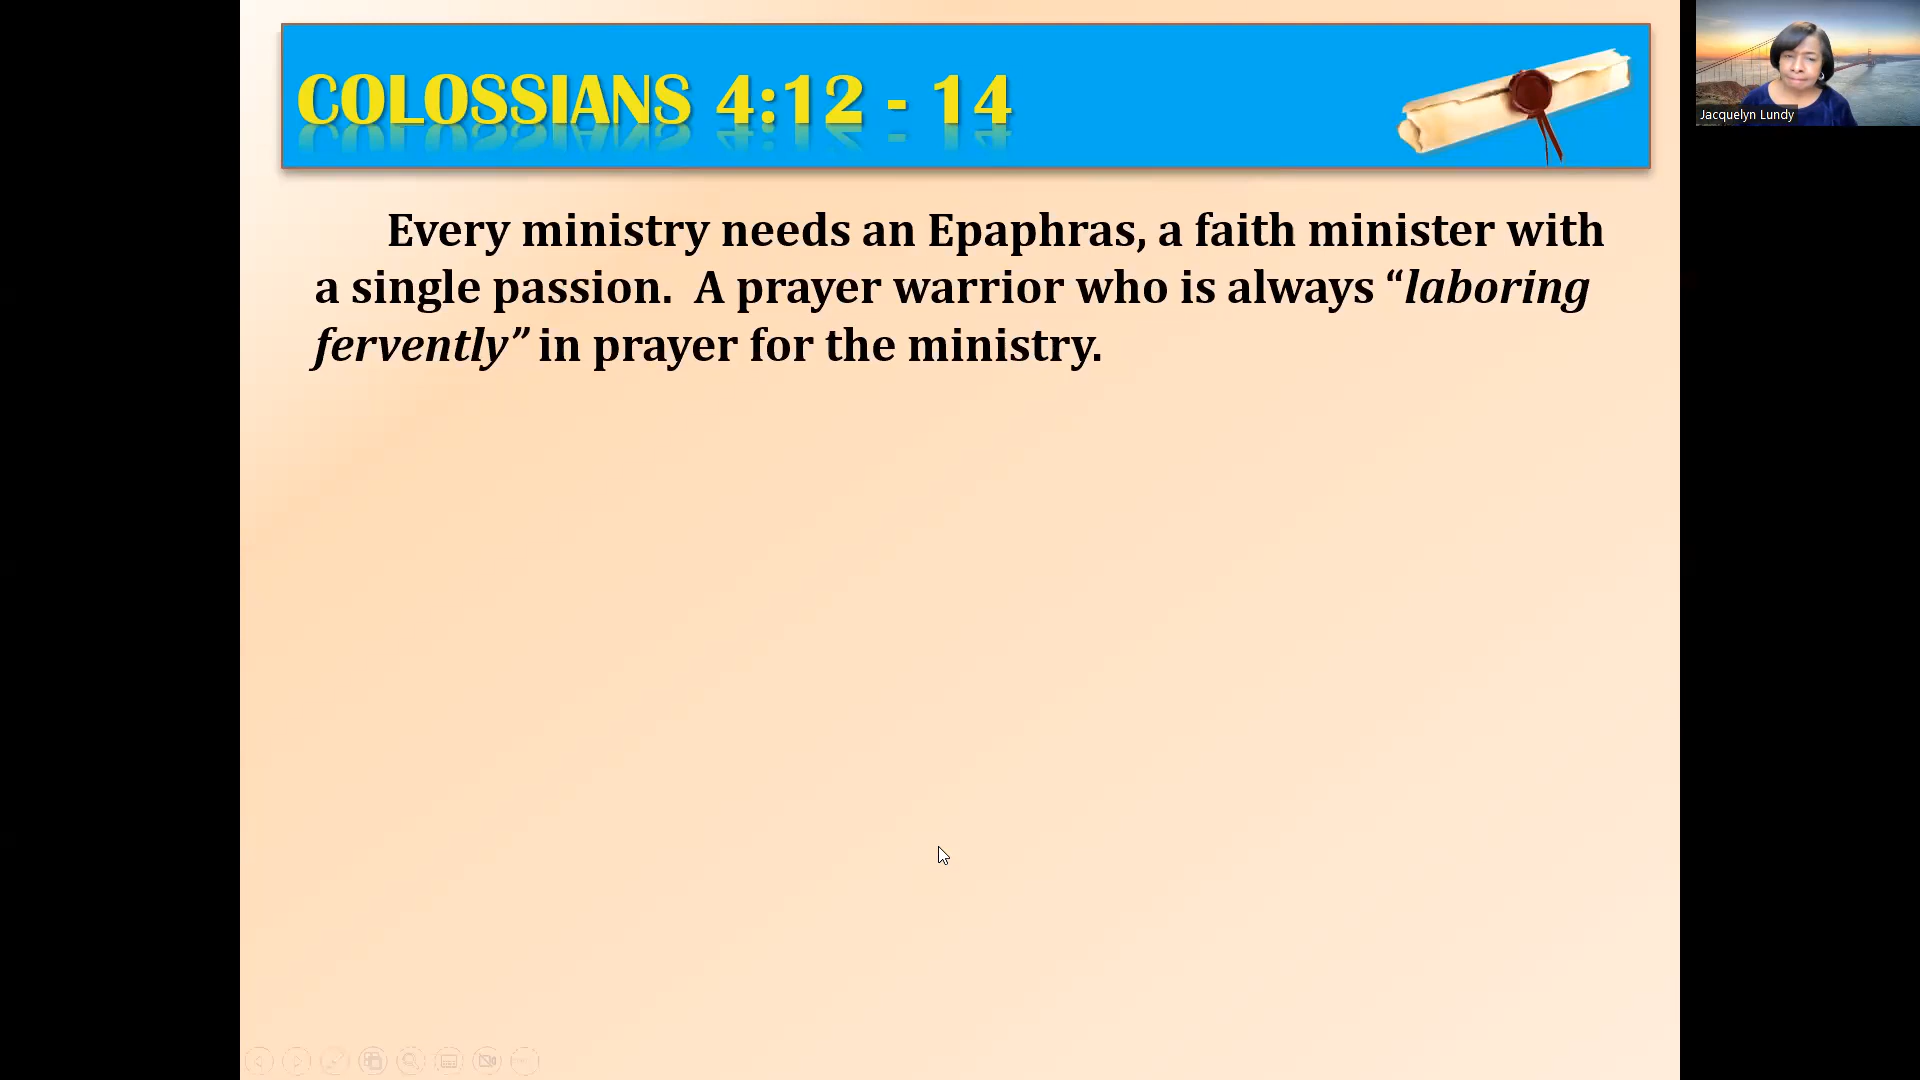 COLOSSIANS 4:12 - 14
Jacquelyn Lundy
Every ministry needs an Epaphras, a faith minister with
a single passion.  A prayer warrior who is always “laboring
fervently” in prayer for the ministry.